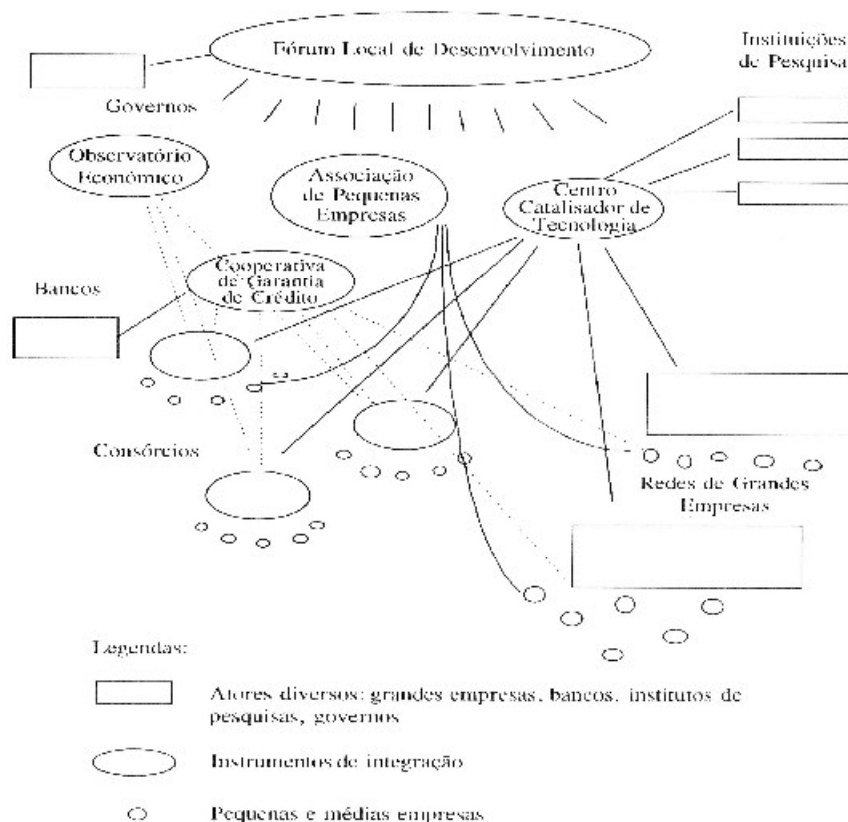 Fórum Local de Desenvolvimento
Instituições
de Pesquisa
Governos
Observatório
Econômico
Associação
de Pequenas
Empresas
Centro
Catalisador de
Tecnologia
Cooperativa
de Garantia
de Crédito
Bancos
Consórcios
Redes de Grandes
Empresas
Legendas:
Atores diversos: grandes empresas, bancos, institutos de
pesquisas, governos
Instrumentos de integração
Pequenas e médias empresas